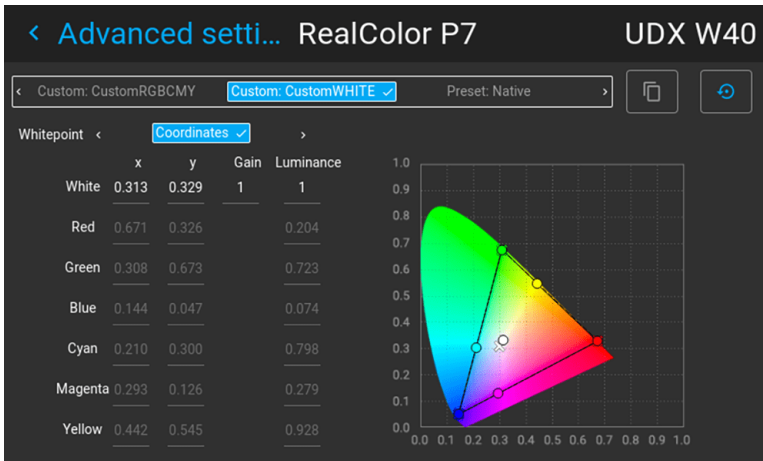 ‹ Advanced setti... RealColor P7 UDX W40
‹ Custom: CustomRGBCMY Custom: CustomWHITE ✓ Preset: Native ›
Whitepoint ‹ Coordinates ✓ ›
x y Gain Luminance
White 0.313 0.329 1 1
Red 0.671 0.326 0.204
Green 0.308 0.673 0.723
Blue 0.144 0.047 0.074
Cyan 0.210 0.300 0.798
Magenta 0.293 0.126 0.279
Yellow 0.442 0.545 0.928
1.0
0.9
0.8
0.7
0.6
0.5
0.4
0.3
0.2
0.1
0.0
0.0 0.1 0.2 0.3 0.4 0.5 0.6 0.7 0.8 0.9 1.0